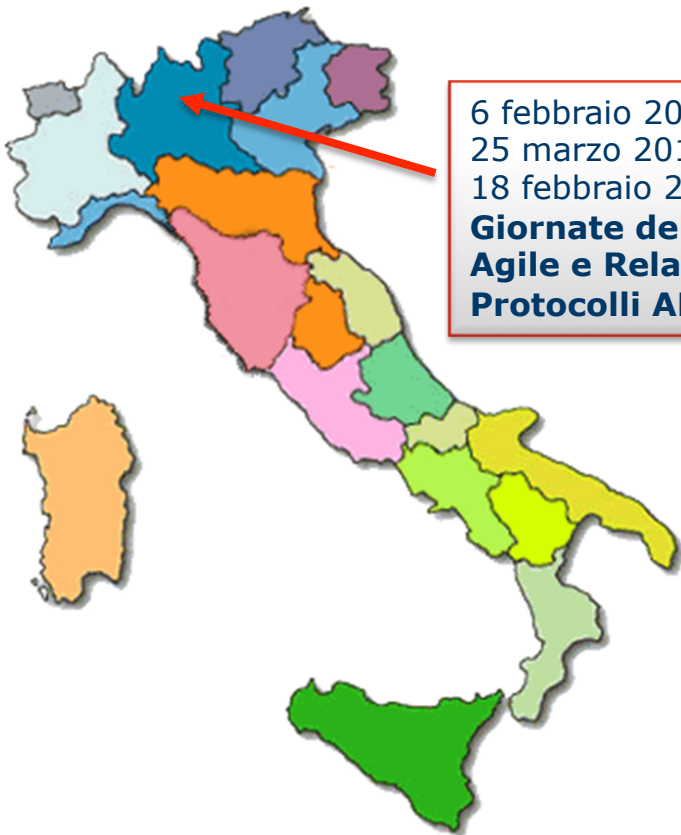 6 febbraio 20
25 marzo 201
18 febbraio 2
Giornate de
Agile e Rela
Protocolli A